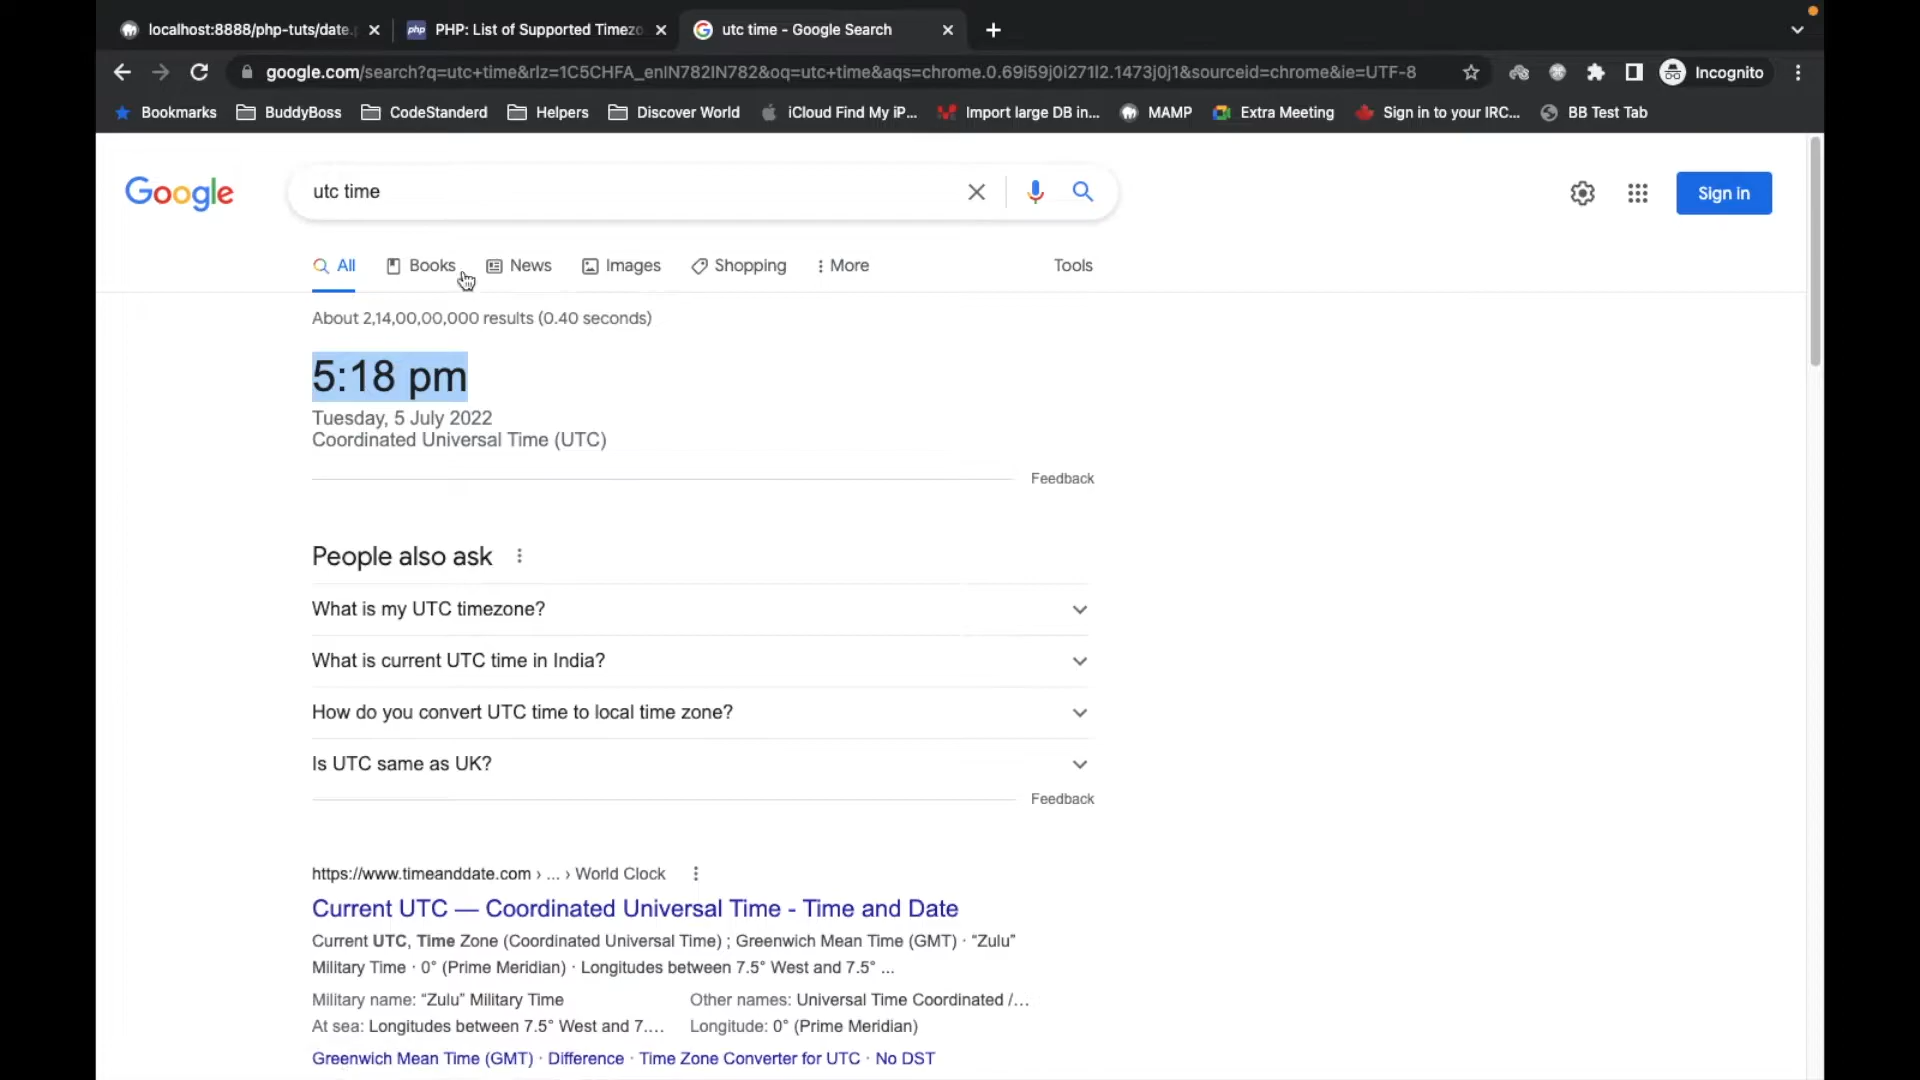 localhost:8888/php-tuts/date.p
php PHP: List of Supported Timezo
utc time - Google Search
google.com/search?q=utc+time&rlz=1C5CHFA_enIN782IN782&oq=utc+time&aqs=chrome.0.69i59j0i271l2.1473j0j1&sourceid=chrome&ie=UTF-8
Incognito
Bookmarks BuddyBoss CodeStanderd Helpers Discover World iCloud Find My iP... Import large DB in... MAMP Extra Meeting Sign in to your IRC... BB Test Tab
Google
utc time
Sign in
All Books News Images Shopping More Tools
About 2,14,00,00,000 results (0.40 seconds)
5:18 pm
Tuesday, 5 July 2022
Coordinated Universal Time (UTC)
Feedback
People also ask
What is my UTC timezone?
What is current UTC time in India?
How do you convert UTC time to local time zone?
Is UTC same as UK?
Feedback
https://www.timeanddate.com › ... › World Clock
Current UTC — Coordinated Universal Time - Time and Date
Current UTC, Time Zone (Coordinated Universal Time) ; Greenwich Mean Time (GMT) · “Zulu”
Military Time · 0° (Prime Meridian) · Longitudes between 7.5° West and 7.5° ...
Military name: “Zulu” Military Time Other names: Universal Time Coordinated /...
At sea: Longitudes between 7.5° West and 7.... Longitude: 0° (Prime Meridian)
Greenwich Mean Time (GMT) · Difference · Time Zone Converter for UTC · No DST